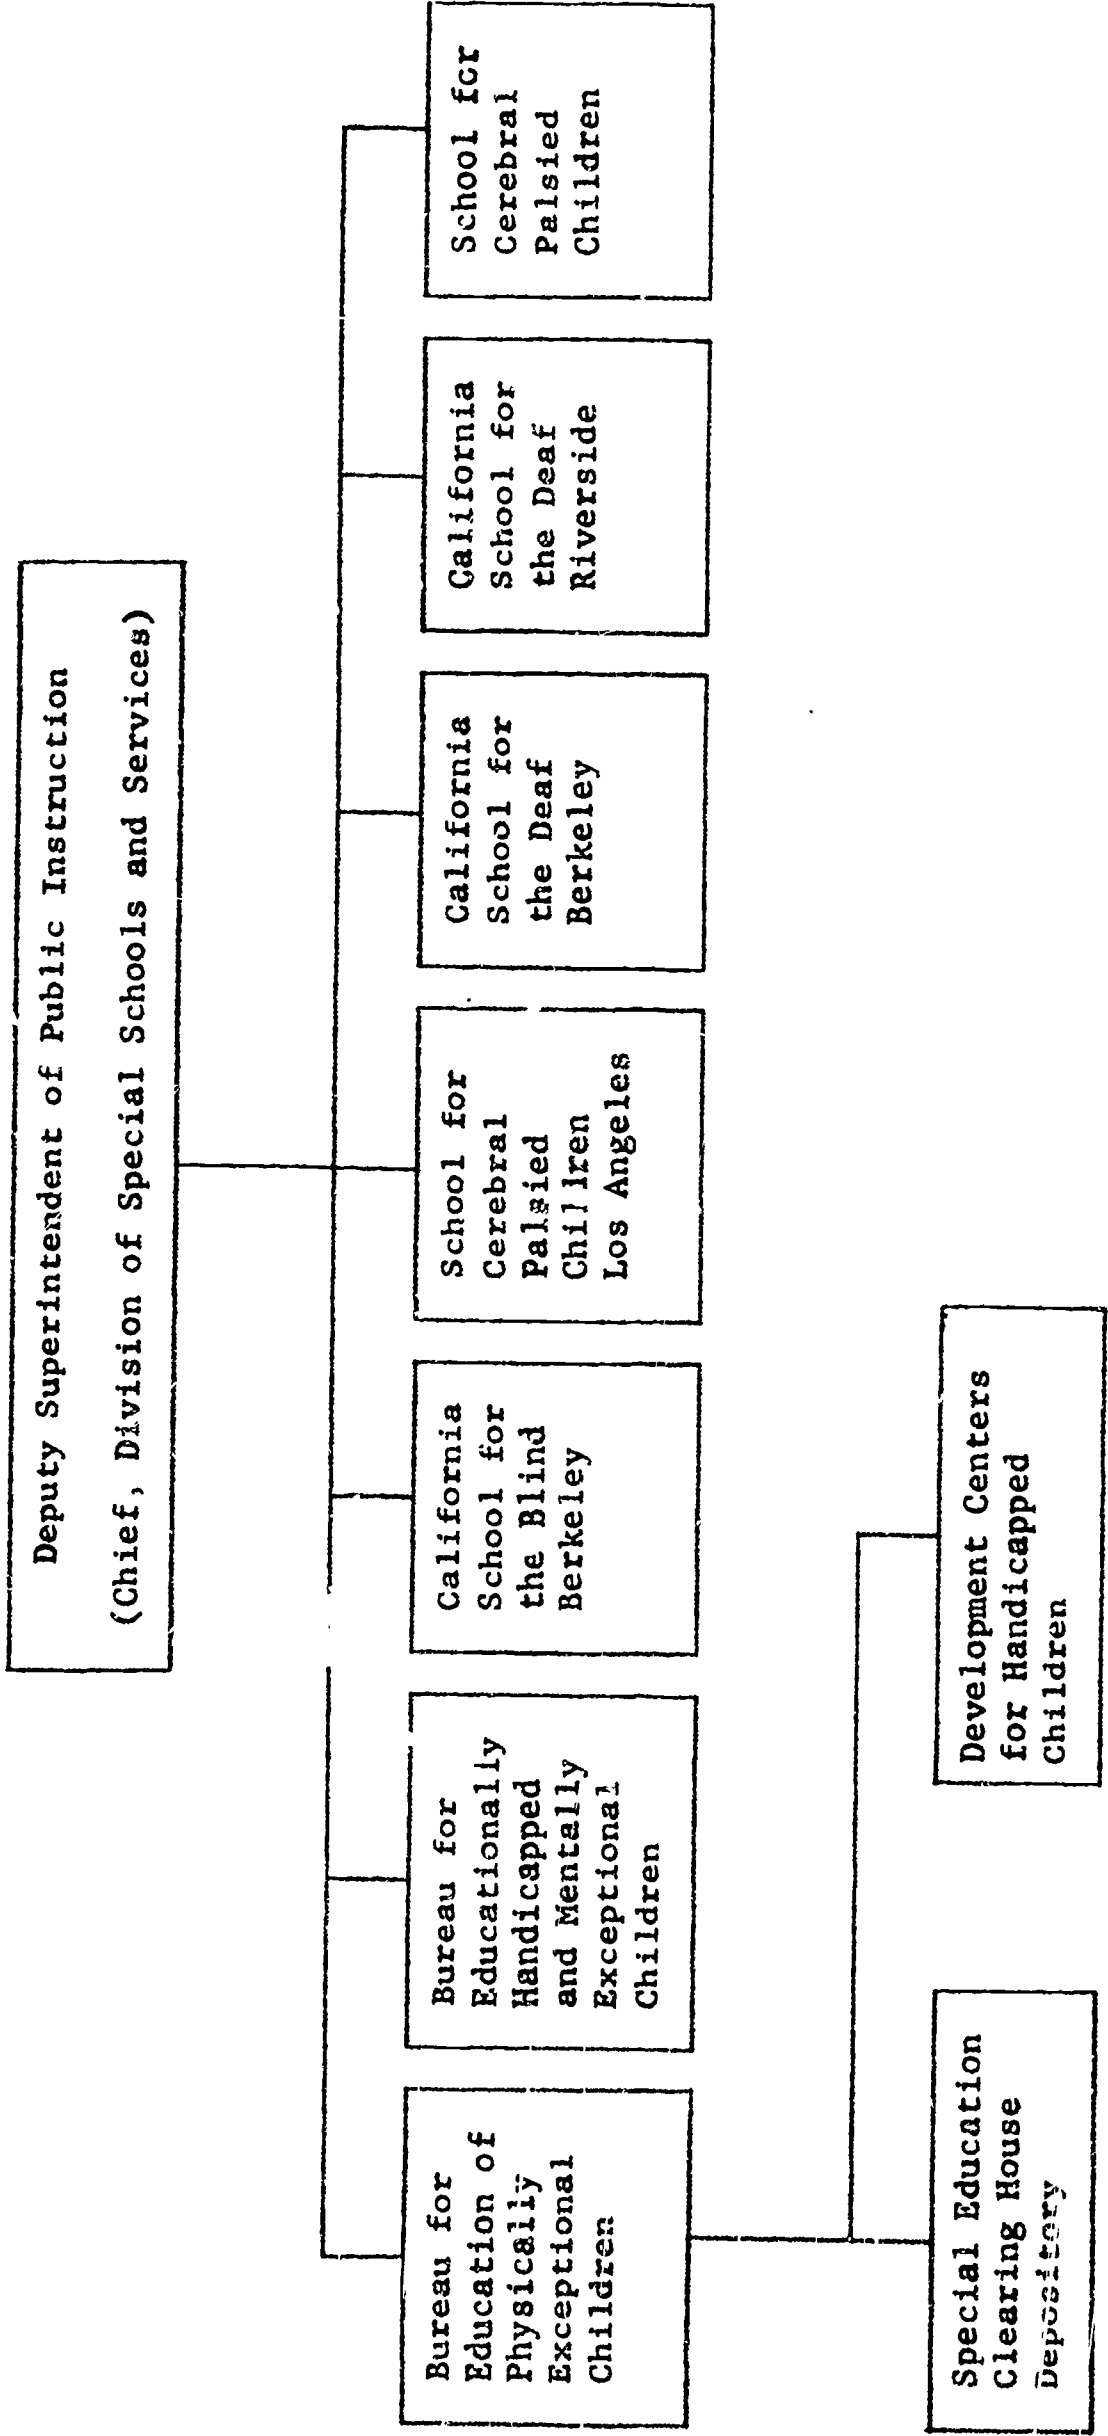 Deputy Superintendent of Public Instruction
(Chief, Division of Special Schools and Services)
Bureau for
Education of
Physically
Exceptional
Children
Bureau for
Educationally
Handicapped
and Mentally
Exceptional
Children
California
School for
the Blind
Berkeley
School for
Cerebral
Palsied
Chillren
Los Angeles
California
School for
the Deaf
Berkeley
California
School for
the Deaf
Riverside
School for
Cerebral
Palsied
Children
Special Education
Clearing House
Depository
Development Centers
for Handicapped
Children